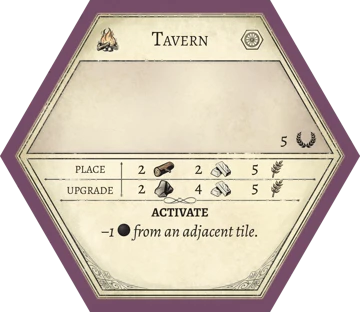 Tavern
5
PLACE 2 2 5
UPGRADE 2 4 5
ACTIVATE
–1 from an adjacent tile.